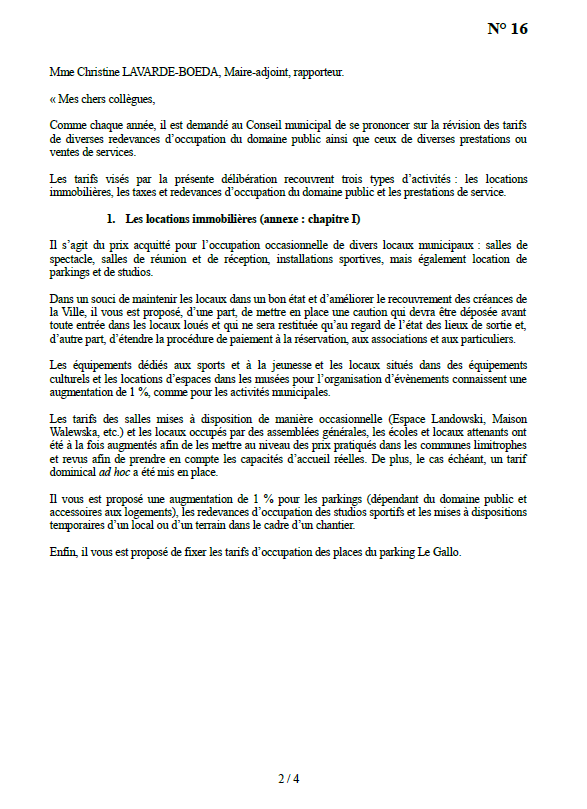 N° 16
Mme Christine LAVARDE-BOEDA, Maire-adjoint, rapporteur.
« Mes chers collègues,
Comme chaque année, il est demandé au Conseil municipal de se prononcer sur la révision des tarifs
de diverses redevances d’occupation du domaine public ainsi que ceux de diverses prestations ou
ventes de services.
Les tarifs visés par la présente délibération recouvrent trois types d’activités : les locations
immobilières, les taxes et redevances d’occupation du domaine public et les prestations de service.
1. Les locations immobilières (annexe : chapitre I)
Il s’agit du prix acquitté pour l’occupation occasionnelle de divers locaux municipaux : salles de
spectacle, salles de réunion et de réception, installations sportives, mais également location de
parkings et de studios.
Dans un souci de maintenir les locaux dans un bon état et d’améliorer le recouvrement des créances de
la Ville, il vous est proposé, d’une part, de mettre en place une caution qui devra être déposée avant
toute entrée dans les locaux loués et qui ne sera restituée qu’au regard de l’état des lieux de sortie et,
d’autre part, d’étendre la procédure de paiement à la réservation, aux associations et aux particuliers.
Les équipements dédiés aux sports et à la jeunesse et les locaux situés dans des équipements
culturels et les locations d’espaces dans les musées pour l’organisation d’évènements connaissent une
augmentation de 1 %, comme pour les activités municipales.
Les tarifs des salles mises à disposition de manière occasionnelle (Espace Landowski, Maison
Walewska, etc.) et les locaux occupés par des assemblées générales, les écoles et locaux attenants ont
été à la fois augmentés afin de les mettre au niveau des prix pratiqués dans les communes limitrophes
et revus afin de prendre en compte les capacités d’accueil réelles. De plus, le cas échéant, un tarif
dominical ad hoc a été mis en place.
Il vous est proposé une augmentation de 1 % pour les parkings (dépendant du domaine public et
accessoires aux logements), les redevances d’occupation des studios sportifs et les mises à dispositions
temporaires d’un local ou d’un terrain dans le cadre d’un chantier.
Enfin, il vous est proposé de fixer les tarifs d’occupation des places du parking Le Gallo.
2 / 4